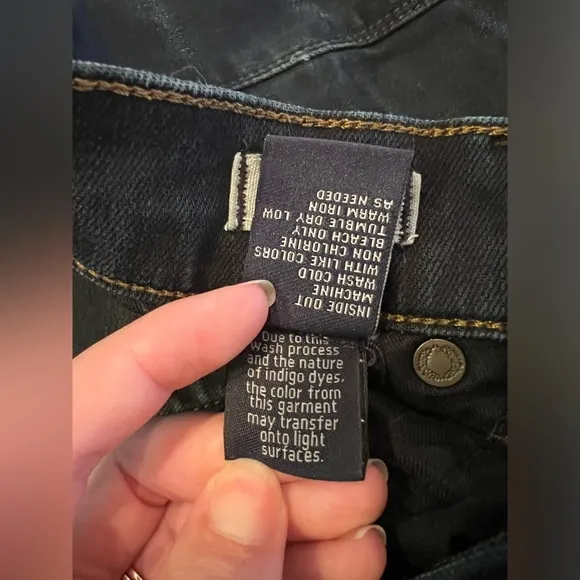 INSIDE OUT
MACHINE
WASH COLD
WITH LIKE COLORS
NON CHLORINE
BLEACH ONLY
TUMBLE DRY LOW
WARM IRON
AS NEEDED
Due to this
wash process
and the nature
of indigo dyes.
the color from
this garment
may transfer
onto light
surfaces.